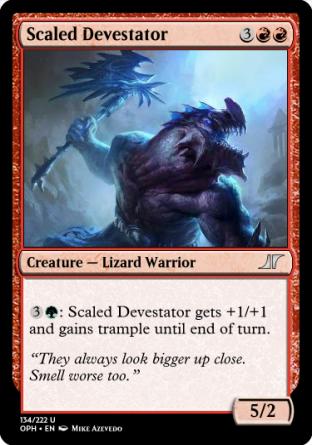 Scaled Devestator 3
Creature — Lizard Warrior
3 : Scaled Devestator gets +1/+1
and gains trample until end of turn.
“They always look bigger up close.
Smell worse too.”
5/2
134/222 U
OPH • EN Mike Azevedo